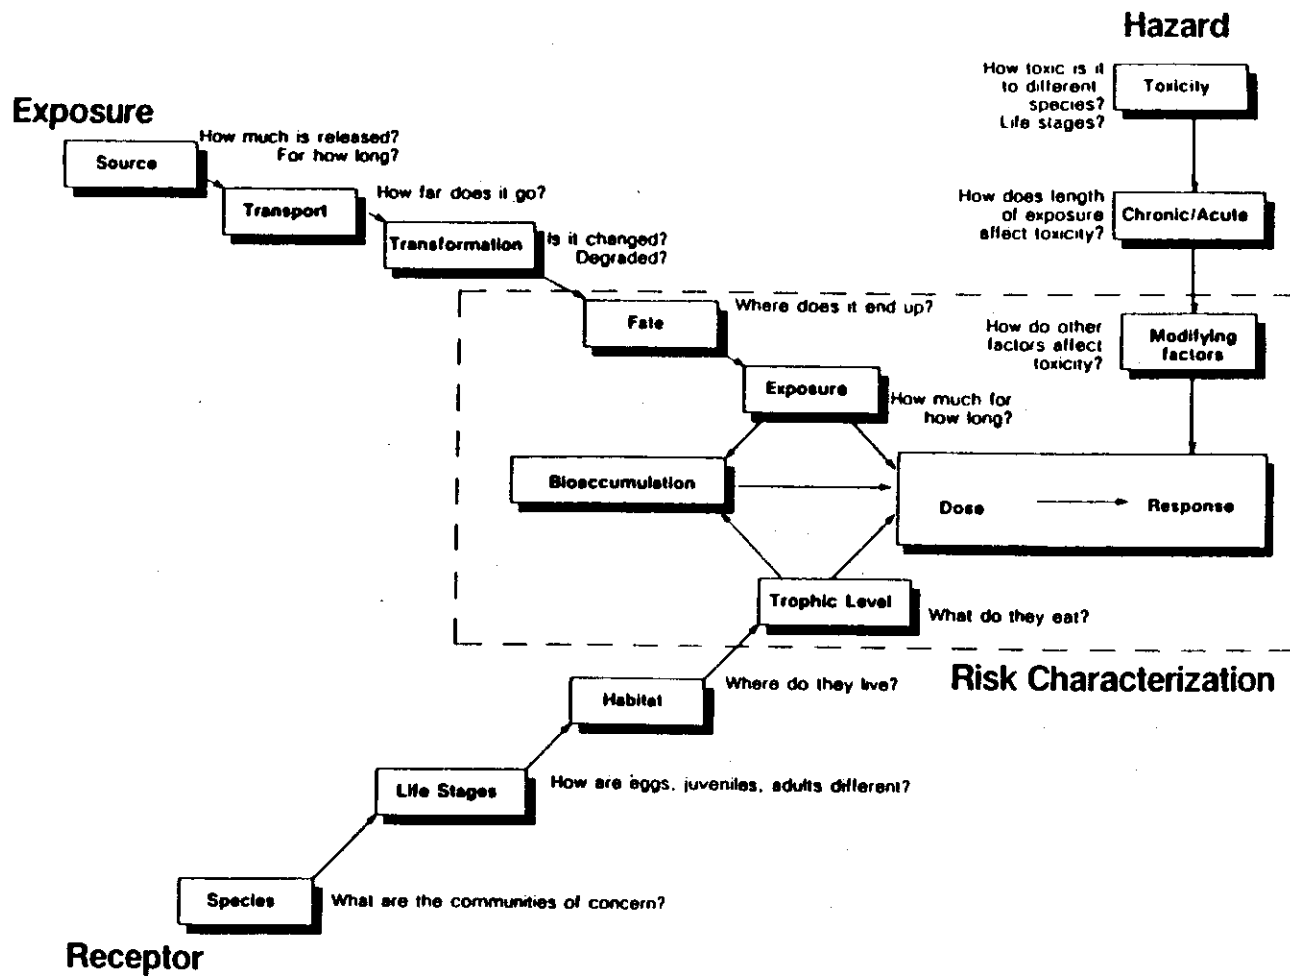 Hazard
How toxic is it
to different
species?
Life stages?
Toxicity
Exposure
How much is released?
For how long?
Source
How far does it go?
Transport
Transformation
Is it changed?
Degraded?
How does length
of exposure
affect toxicity?
Chronic/Acute
Fate
Where does it end up?
How do other
factors affect
toxicity?
Modifying
factors
Exposure
How much for
how long?
Bioaccumulation
Dose
Response
Trophic Level
What do they eat?
Risk Characterization
Habitat
Where do they live?
Life Stages
How are eggs, juveniles, adults different?
Species
What are the communities of concern?
Receptor